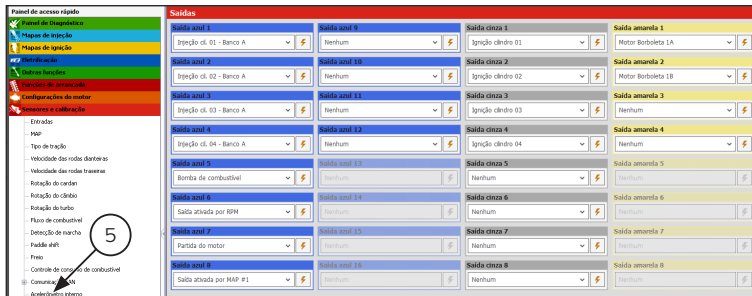 Painel de acesso rápido
Painel de Diagnóstico
Mapas de injeção
Mapas de ignição
Eletrificação
Outras funções
Funções de arrancada
Configurações do motor
Sensores e calibração
Entradas
MAP
Tipo de tração
Velocidade das rodas dianteiras
Velocidade das rodas traseiras
Rotação do cardan
Rotação do câmbio
Rotação do turbo
Fluxo de combustível
Detecção de marcha
Paddle shift
Freio
Controle de consumo de combustível
Comunicação CAN
Acelerômetro interno
5
Saídas
Saída azul 1
Injeção cil. 01 - Banco A
Saída azul 2
Injeção cil. 02 - Banco A
Saída azul 3
Injeção cil. 03 - Banco A
Saída azul 4
Injeção cil. 04 - Banco A
Saída azul 5
Bomba de combustível
Saída azul 6
Saída ativada por RPM
Saída azul 7
Partida do motor
Saída azul 8
Saída ativada por MAP #1
Saída azul 9
Nenhum
Saída azul 10
Nenhum
Saída azul 11
Nenhum
Saída azul 12
Nenhum
Saída azul 13
Nenhum
Saída azul 14
Nenhum
Saída azul 15
Nenhum
Saída azul 16
Nenhum
Saída cinza 1
Ignição cilindro 01
Saída cinza 2
Ignição cilindro 02
Saída cinza 3
Ignição cilindro 03
Saída cinza 4
Ignição cilindro 04
Saída cinza 5
Nenhum
Saída cinza 6
Nenhum
Saída cinza 7
Nenhum
Saída cinza 8
Nenhum
Saída amarela 1
Motor Borboleta 1A
Saída amarela 2
Motor Borboleta 1B
Saída amarela 3
Nenhum
Saída amarela 4
Nenhum
Saída amarela 5
Nenhum
Saída amarela 6
Nenhum
Saída amarela 7
Nenhum
Saída amarela 8
Nenhum